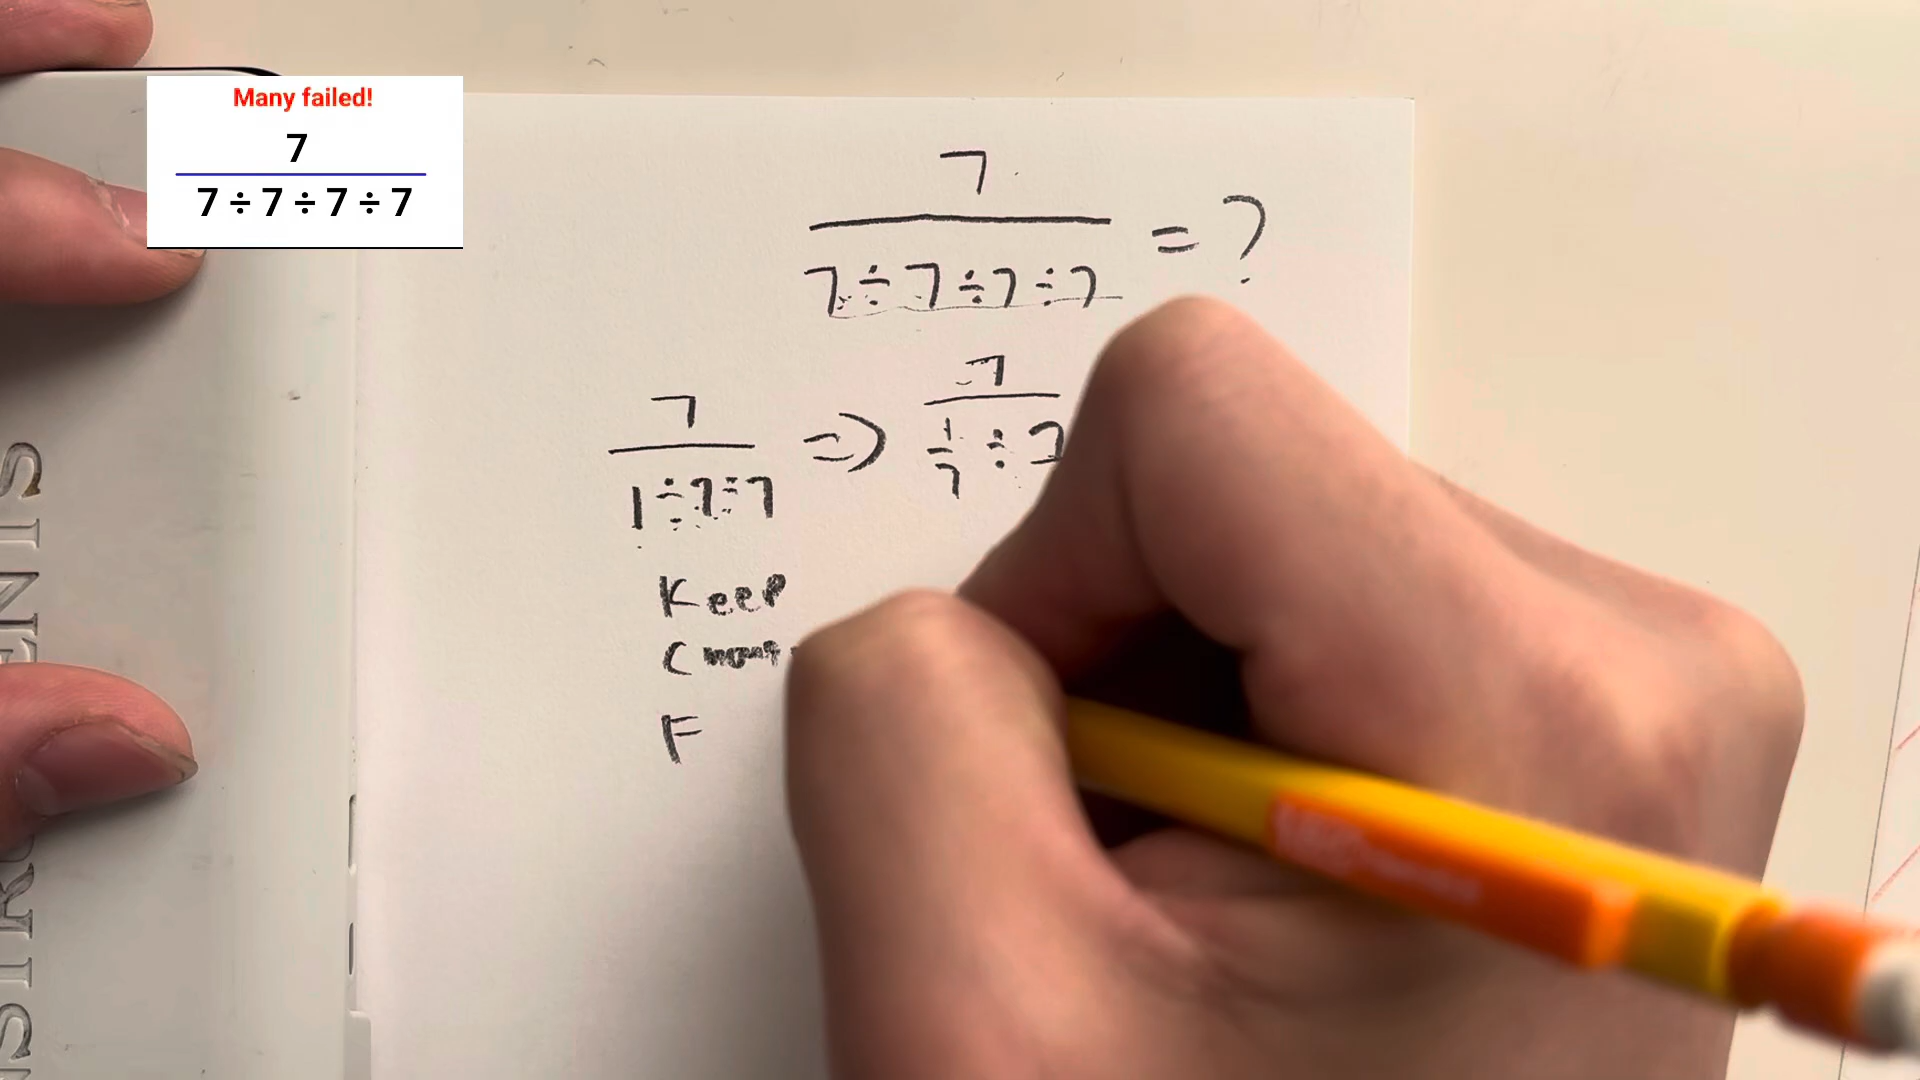 Many failed!
7
7 ÷ 7 ÷ 7 ÷ 7
7
7 ÷ 7 ÷ 7 ÷ 7 = ?
7
1 ÷ 7 ÷ 7
=>
7
1/7 ÷ 7
Keep
C
F